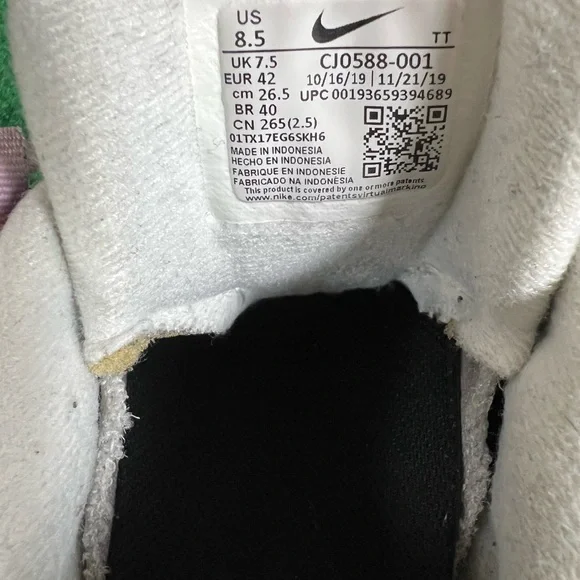 US
8.5
TT
UK 7.5 CJ0588-001
EUR 42 10/16/19 | 11/21/19
cm 26.5 UPC 00193659394689
BR 40
CN 265(2.5)
01TX17EG6SKH6
MADE IN INDONESIA
HECHO EN INDONESIA
FABRIQUE EN INDONESIE
FABRICADO NA INDONÉSIA
This product is covered by one or more patents.
www.nike.com/patentsvirtualmarking